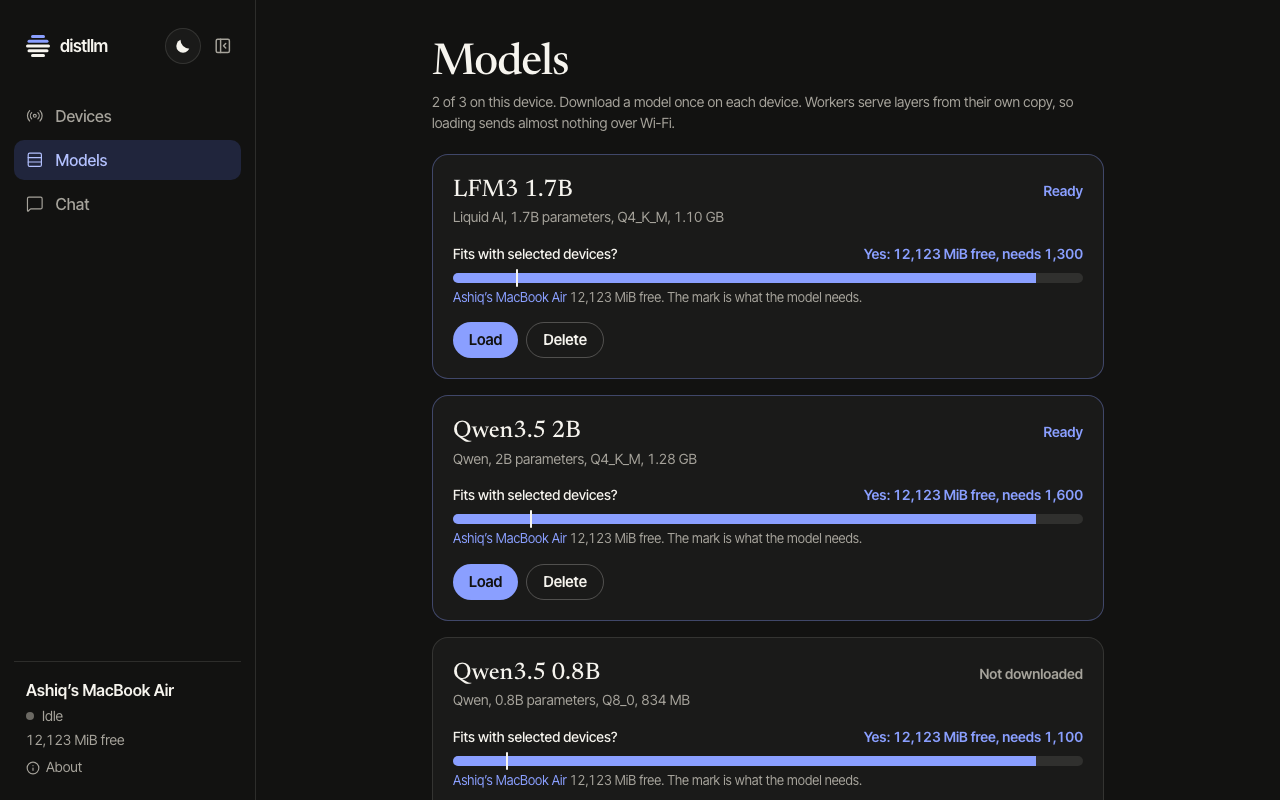 distllm
Devices
Models
Chat
Ashiq’s MacBook Air
Idle
12,123 MiB free
About
Models
2 of 3 on this device. Download a model once on each device. Workers serve layers from their own copy, so
loading sends almost nothing over Wi-Fi.
LFM3 1.7B
Ready
Liquid AI, 1.7B parameters, Q4_K_M, 1.10 GB
Fits with selected devices?
Yes: 12,123 MiB free, needs 1,300
Ashiq’s MacBook Air 12,123 MiB free. The mark is what the model needs.
Load
Delete
Qwen3.5 2B
Ready
Qwen, 2B parameters, Q4_K_M, 1.28 GB
Fits with selected devices?
Yes: 12,123 MiB free, needs 1,600
Ashiq’s MacBook Air 12,123 MiB free. The mark is what the model needs.
Load
Delete
Qwen3.5 0.8B
Not downloaded
Qwen, 0.8B parameters, Q8_0, 834 MB
Fits with selected devices?
Yes: 12,123 MiB free, needs 1,100
Ashiq’s MacBook Air 12,123 MiB free. The mark is what the model needs.